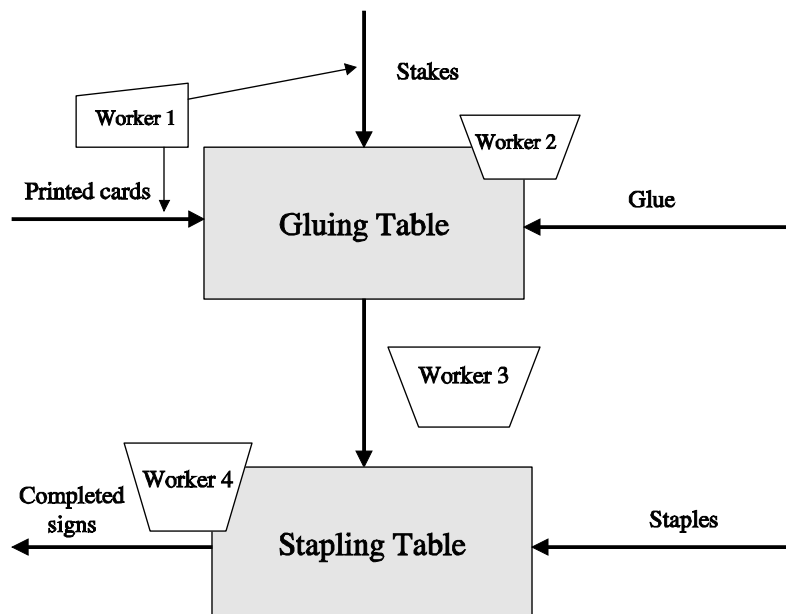 Stakes
Worker 1
Worker 2
Printed cards
Glue
Gluing Table
Worker 3
Worker 4
Completed
signs
Staples
Stapling Table